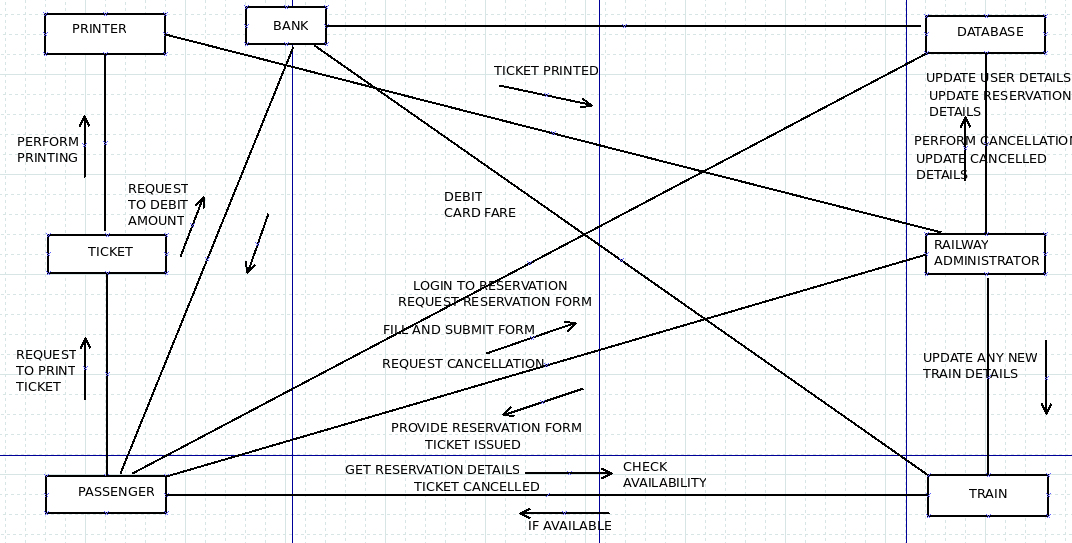 PRINTER
BANK
DATABASE
TICKET PRINTED
UPDATE USER DETAILS
UPDATE RESERVATION
DETAILS
PERFORM CANCELLATION
UPDATE CANCELLED
DETAILS
PERFORM
PRINTING
REQUEST
TO DEBIT
AMOUNT
DEBIT
CARD FARE
TICKET
RAILWAY
ADMINISTRATOR
LOGIN TO RESERVATION
REQUEST RESERVATION FORM
FILL AND SUBMIT FORM
REQUEST CANCELLATION
REQUEST
TO PRINT
TICKET
UPDATE ANY NEW
TRAIN DETAILS
PROVIDE RESERVATION FORM
TICKET ISSUED
GET RESERVATION DETAILS
TICKET CANCELLED
CHECK
AVAILABILITY
PASSENGER
TRAIN
IF AVAILABLE